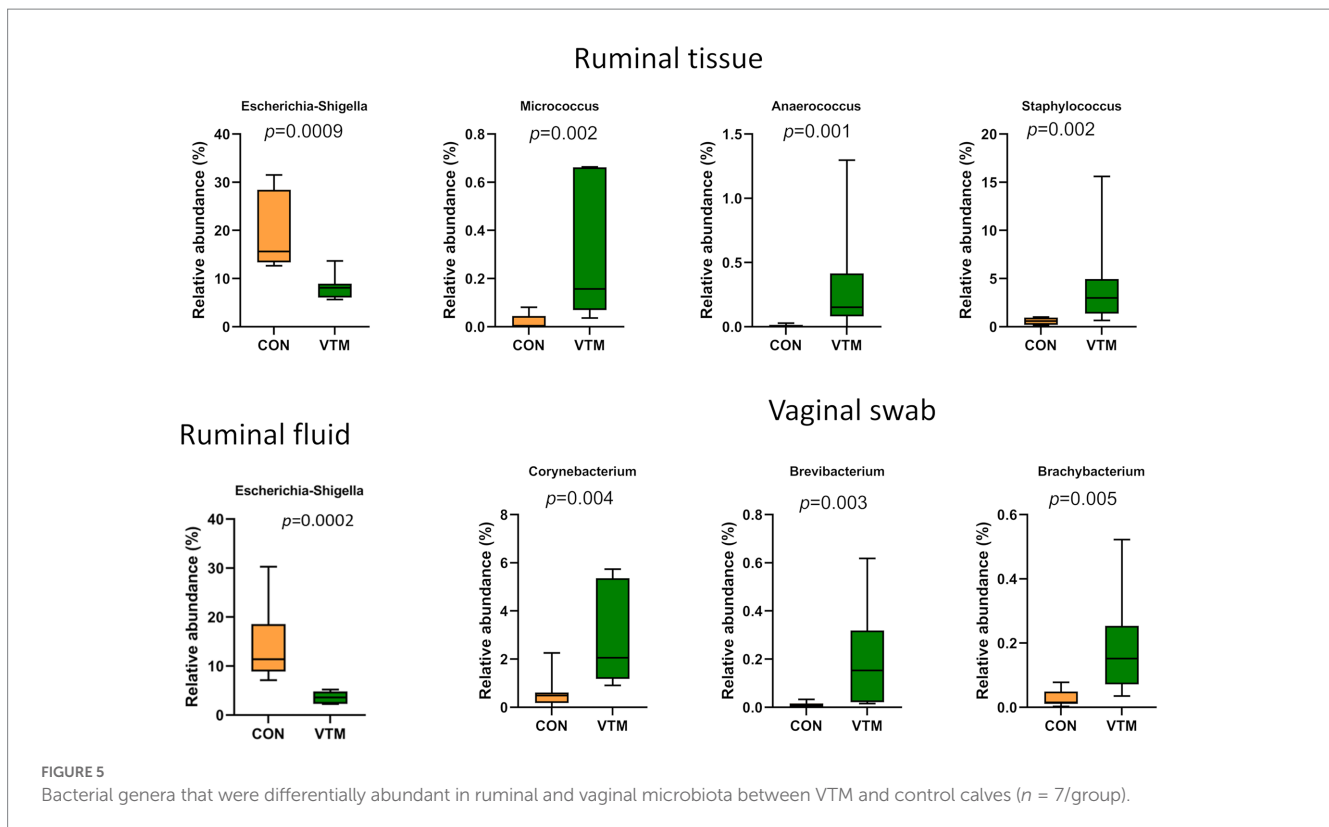 Ruminal tissue
Escherichia-Shigella
p=0.0009
Relative abundance (%)
40
30
20
10
0
CON VTM
Micrococcus
p=0.002
Relative abundance (%)
0.8
0.6
0.4
0.2
0.0
CON VTM
Anaerococcus
p=0.001
Relative abundance (%)
1.5
1.0
0.5
0.0
CON VTM
Staphylococcus
p=0.002
Relative abundance (%)
20
15
10
5
0
CON VTM
Ruminal fluid
Escherichia-Shigella
p=0.0002
Relative abundance (%)
40
30
20
10
0
CON VTM
Vaginal swab
Corynebacterium
p=0.004
Relative abundance (%)
8
6
4
2
0
CON VTM
Brevibacterium
p=0.003
Relative abundance (%)
0.8
0.6
0.4
0.2
0.0
CON VTM
Brachybacterium
p=0.005
Relative abundance (%)
0.6
0.4
0.2
0.0
CON VTM
FIGURE 5
Bacterial genera that were differentially abundant in ruminal and vaginal microbiota between VTM and control calves (n = 7/group).